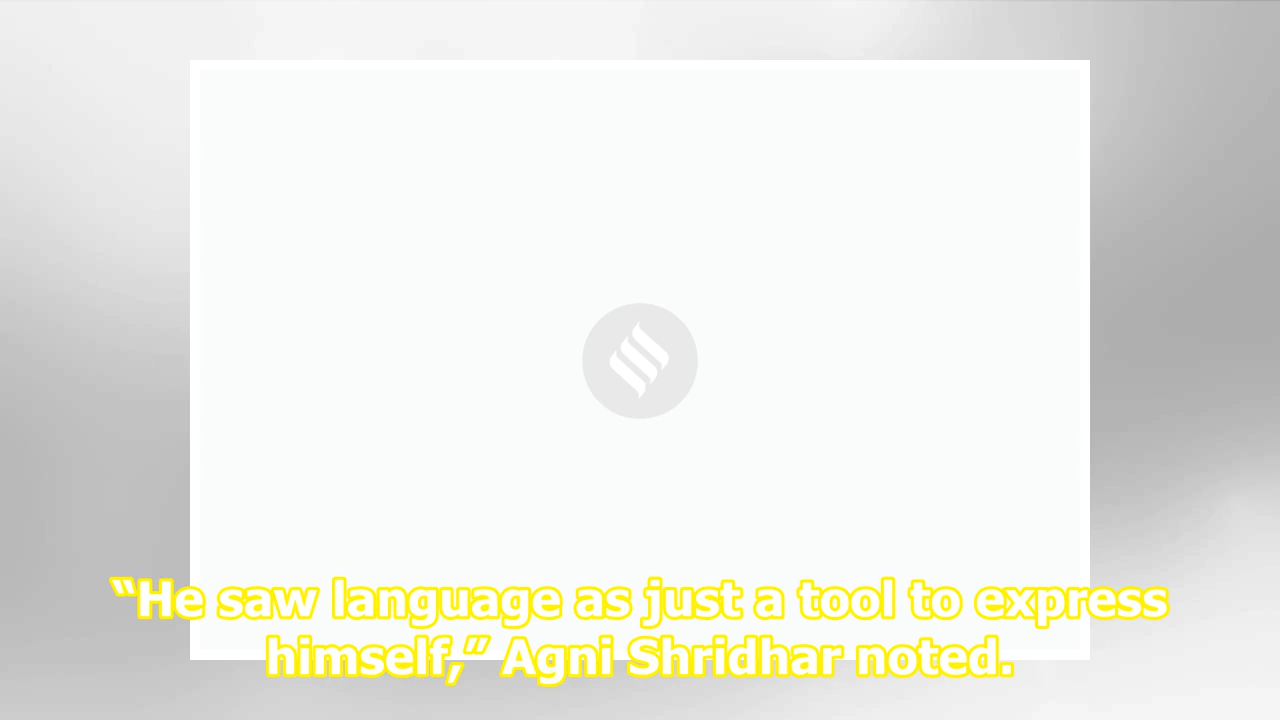 “He saw language as just a tool to express
himself,” Agni Shridhar noted.